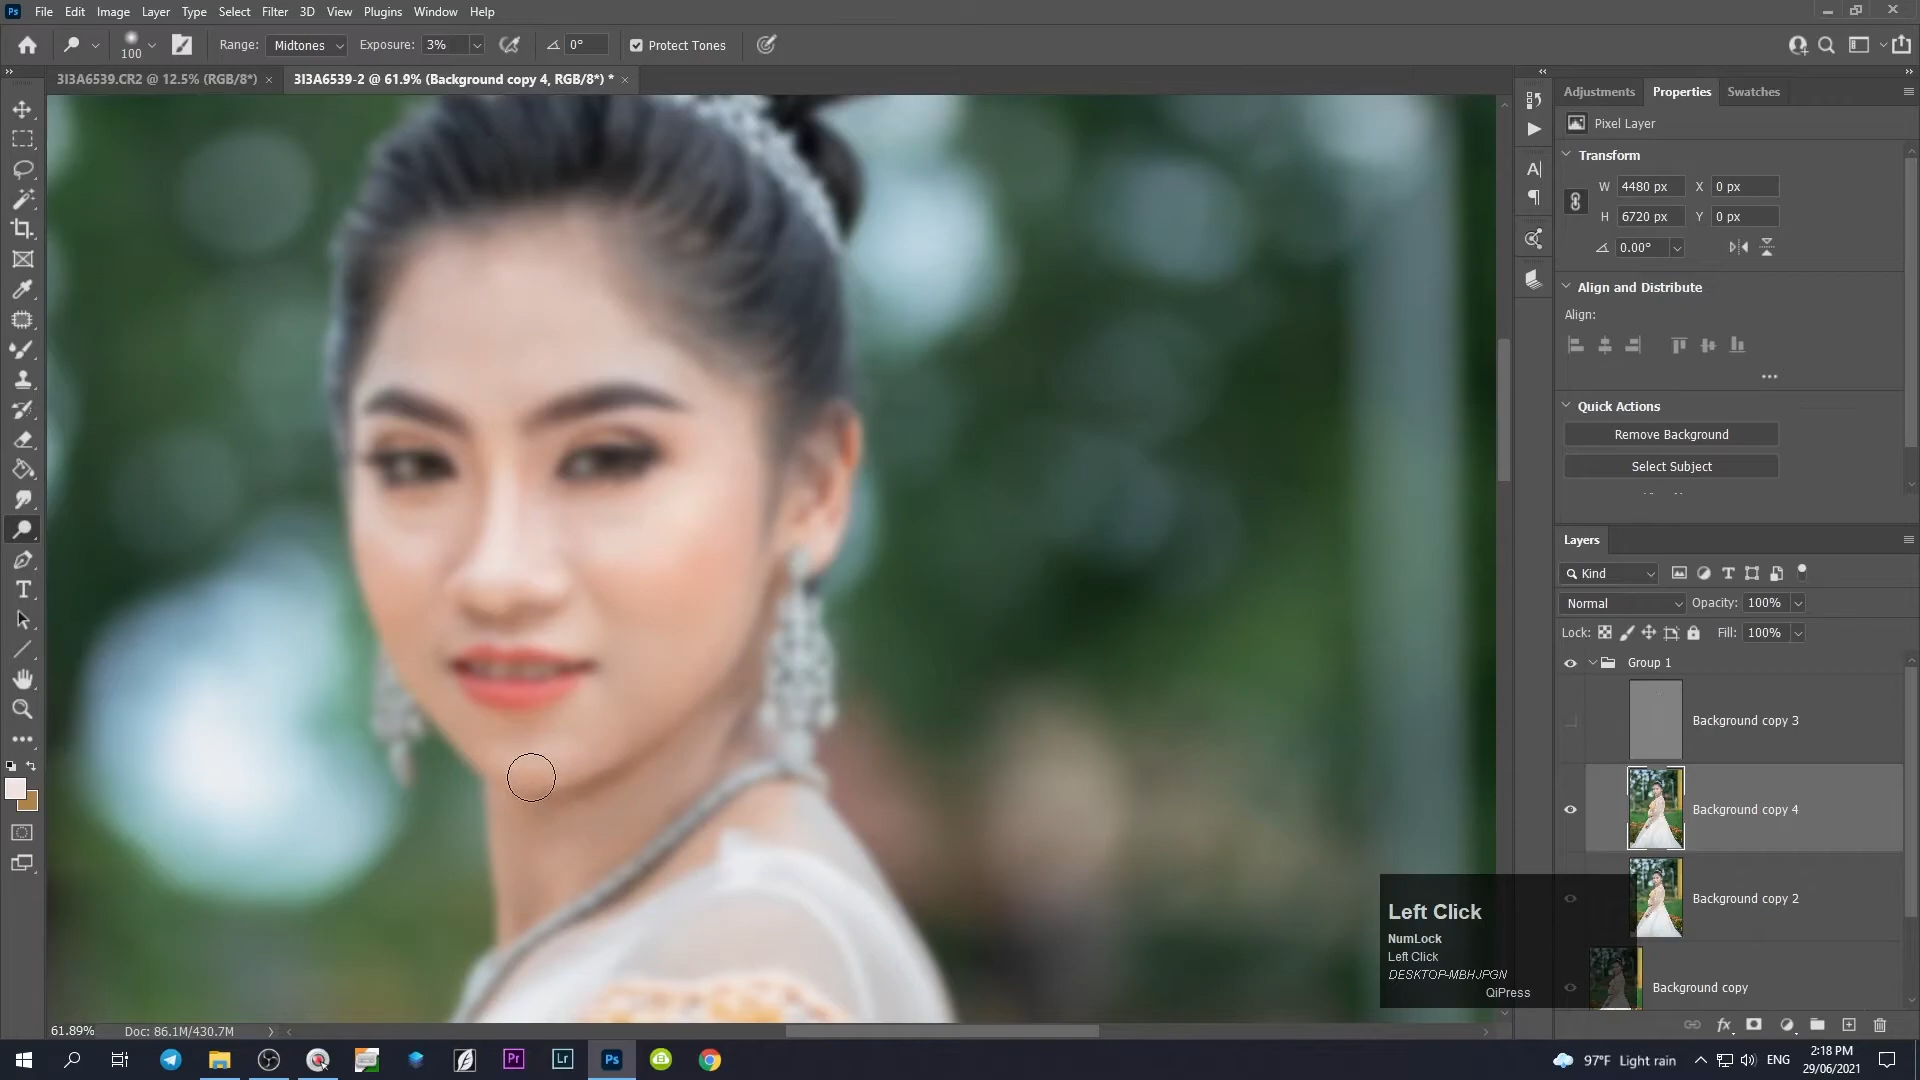 Ps File Edit Image Layer Type Select Filter 3D View Plugins Window Help
100 Range: Midtones Exposure: 3% 0° Protect Tones
3I3A6539.CR2 @ 12.5% (RGB/8*) × 3I3A6539-2 @ 61.9% (Background copy 4, RGB/8*) * ×
Adjustments Properties Swatches
Pixel Layer
Transform
W 4480 px X 0 px
H 6720 px Y 0 px
0.00°
Align and Distribute
Align:
Quick Actions
Remove Background
Select Subject
Layers
Kind
Normal Opacity: 100%
Lock: Fill: 100%
Group 1
Background copy 3
Background copy 4
Background copy 2
Background copy
Left Click
NumLock
Left Click
DESKTOP-MBHJPGN
QiPress
61.89% Doc: 86.1M/430.7M
Pr Lr Ps
97°F Light rain ENG
2:18 PM
29/06/2021